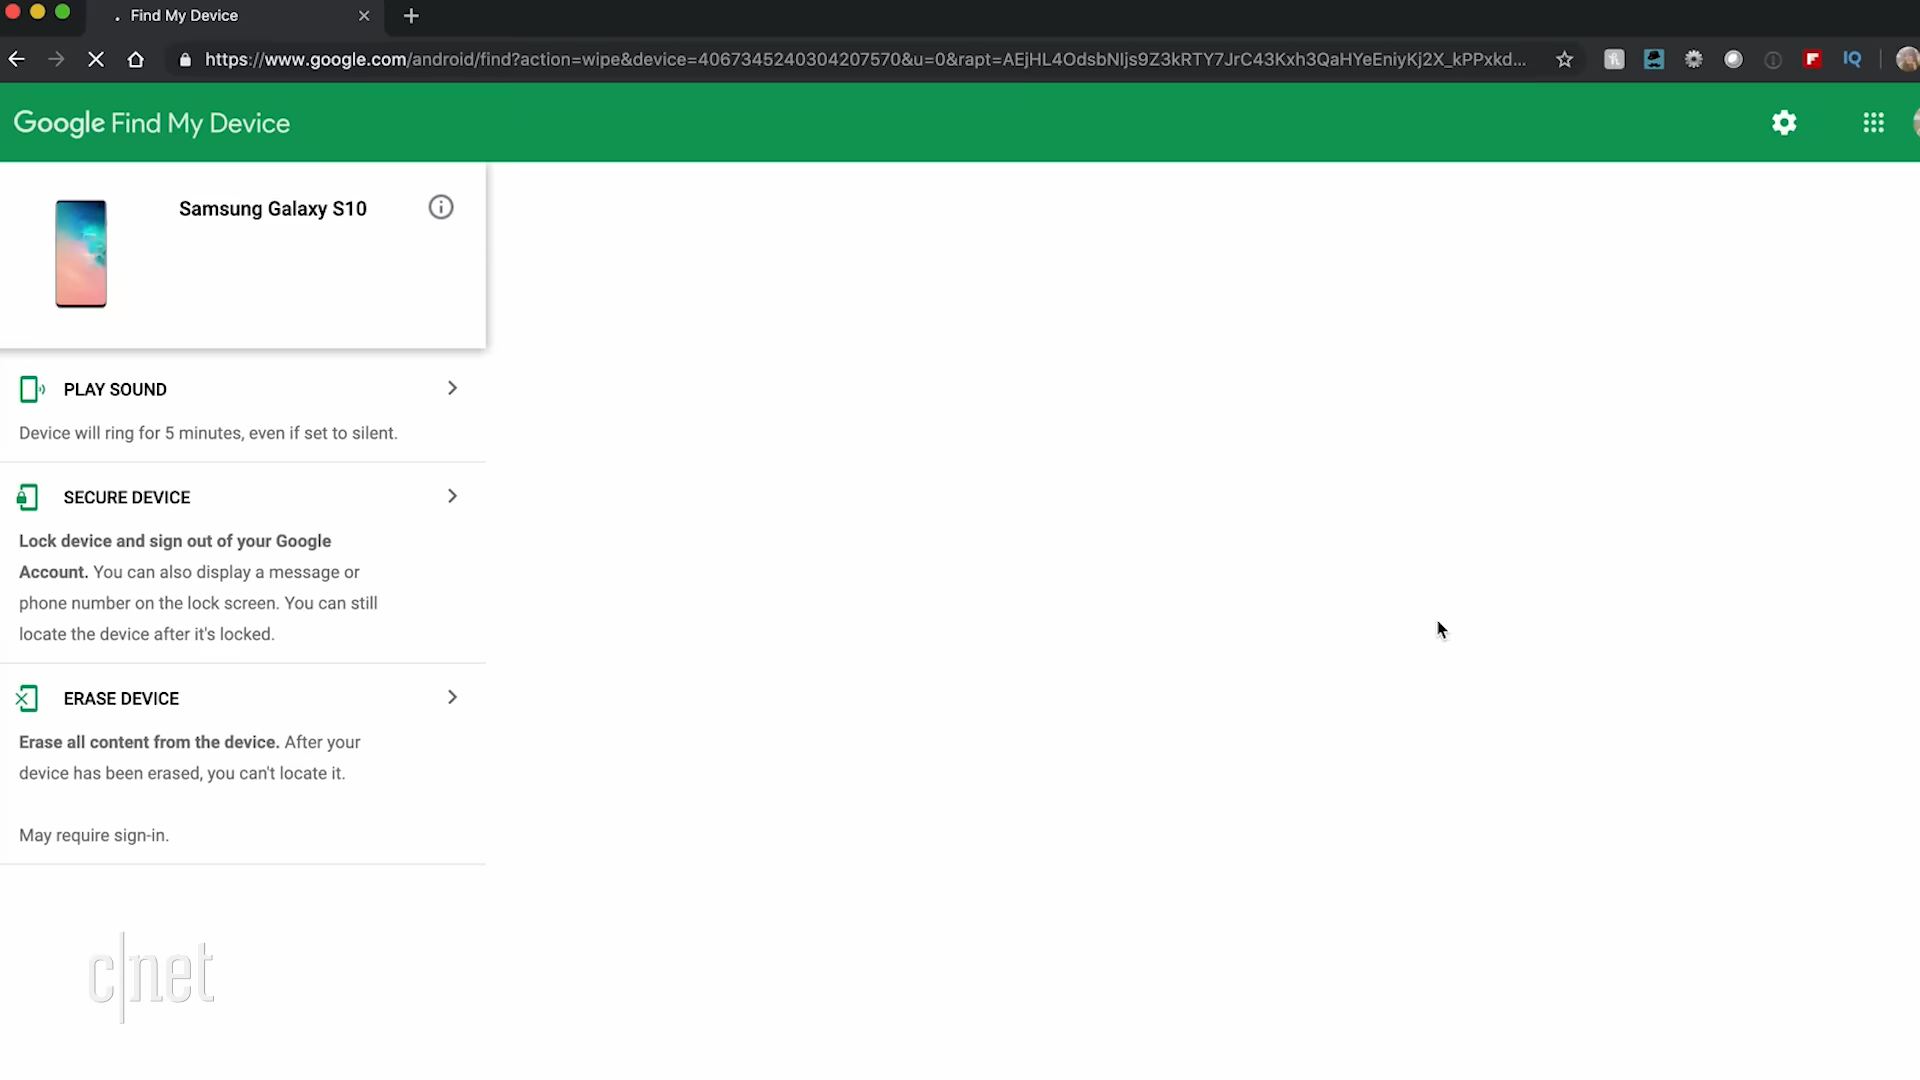 Find My Device
https://www.google.com/android/find?action=wipe&device=4067345240304207570&u=0&rapt=AEjHL4OdsbNIjs9Z3kRTY7JrC43Kxh3QaHYeEniyKj2X_kPPxkd...
IQ
Google Find My Device
Samsung Galaxy S10
PLAY SOUND
Device will ring for 5 minutes, even if set to silent.
SECURE DEVICE
Lock device and sign out of your Google
Account. You can also display a message or
phone number on the lock screen. You can still
locate the device after it's locked.
ERASE DEVICE
Erase all content from the device. After your
device has been erased, you can't locate it.
May require sign-in.
c|net